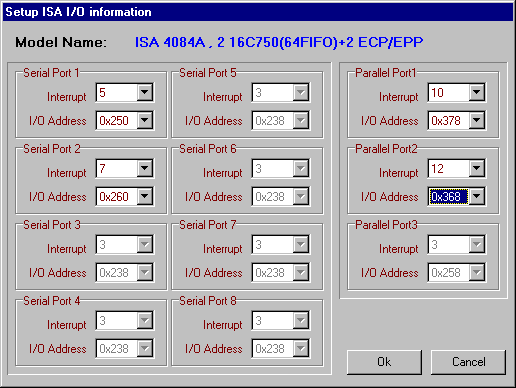 Setup ISA I/O information
Model Name: ISA 4084A , 2 16C750(64FIFO)+2 ECP/EPP
Serial Port 1
Interrupt 5
I/O Address 0x250
Serial Port 2
Interrupt 7
I/O Address 0x260
Serial Port 3
Interrupt 3
I/O Address 0x238
Serial Port 4
Interrupt 3
I/O Address 0x238
Serial Port 5
Interrupt 3
I/O Address 0x238
Serial Port 6
Interrupt 3
I/O Address 0x238
Serial Port 7
Interrupt 3
I/O Address 0x238
Serial Port 8
Interrupt 3
I/O Address 0x238
Parallel Port1
Interrupt 10
I/O Address 0x378
Parallel Port2
Interrupt 12
I/O Address 0x368
Parallel Port3
Interrupt 3
I/O Address 0x258
Ok
Cancel